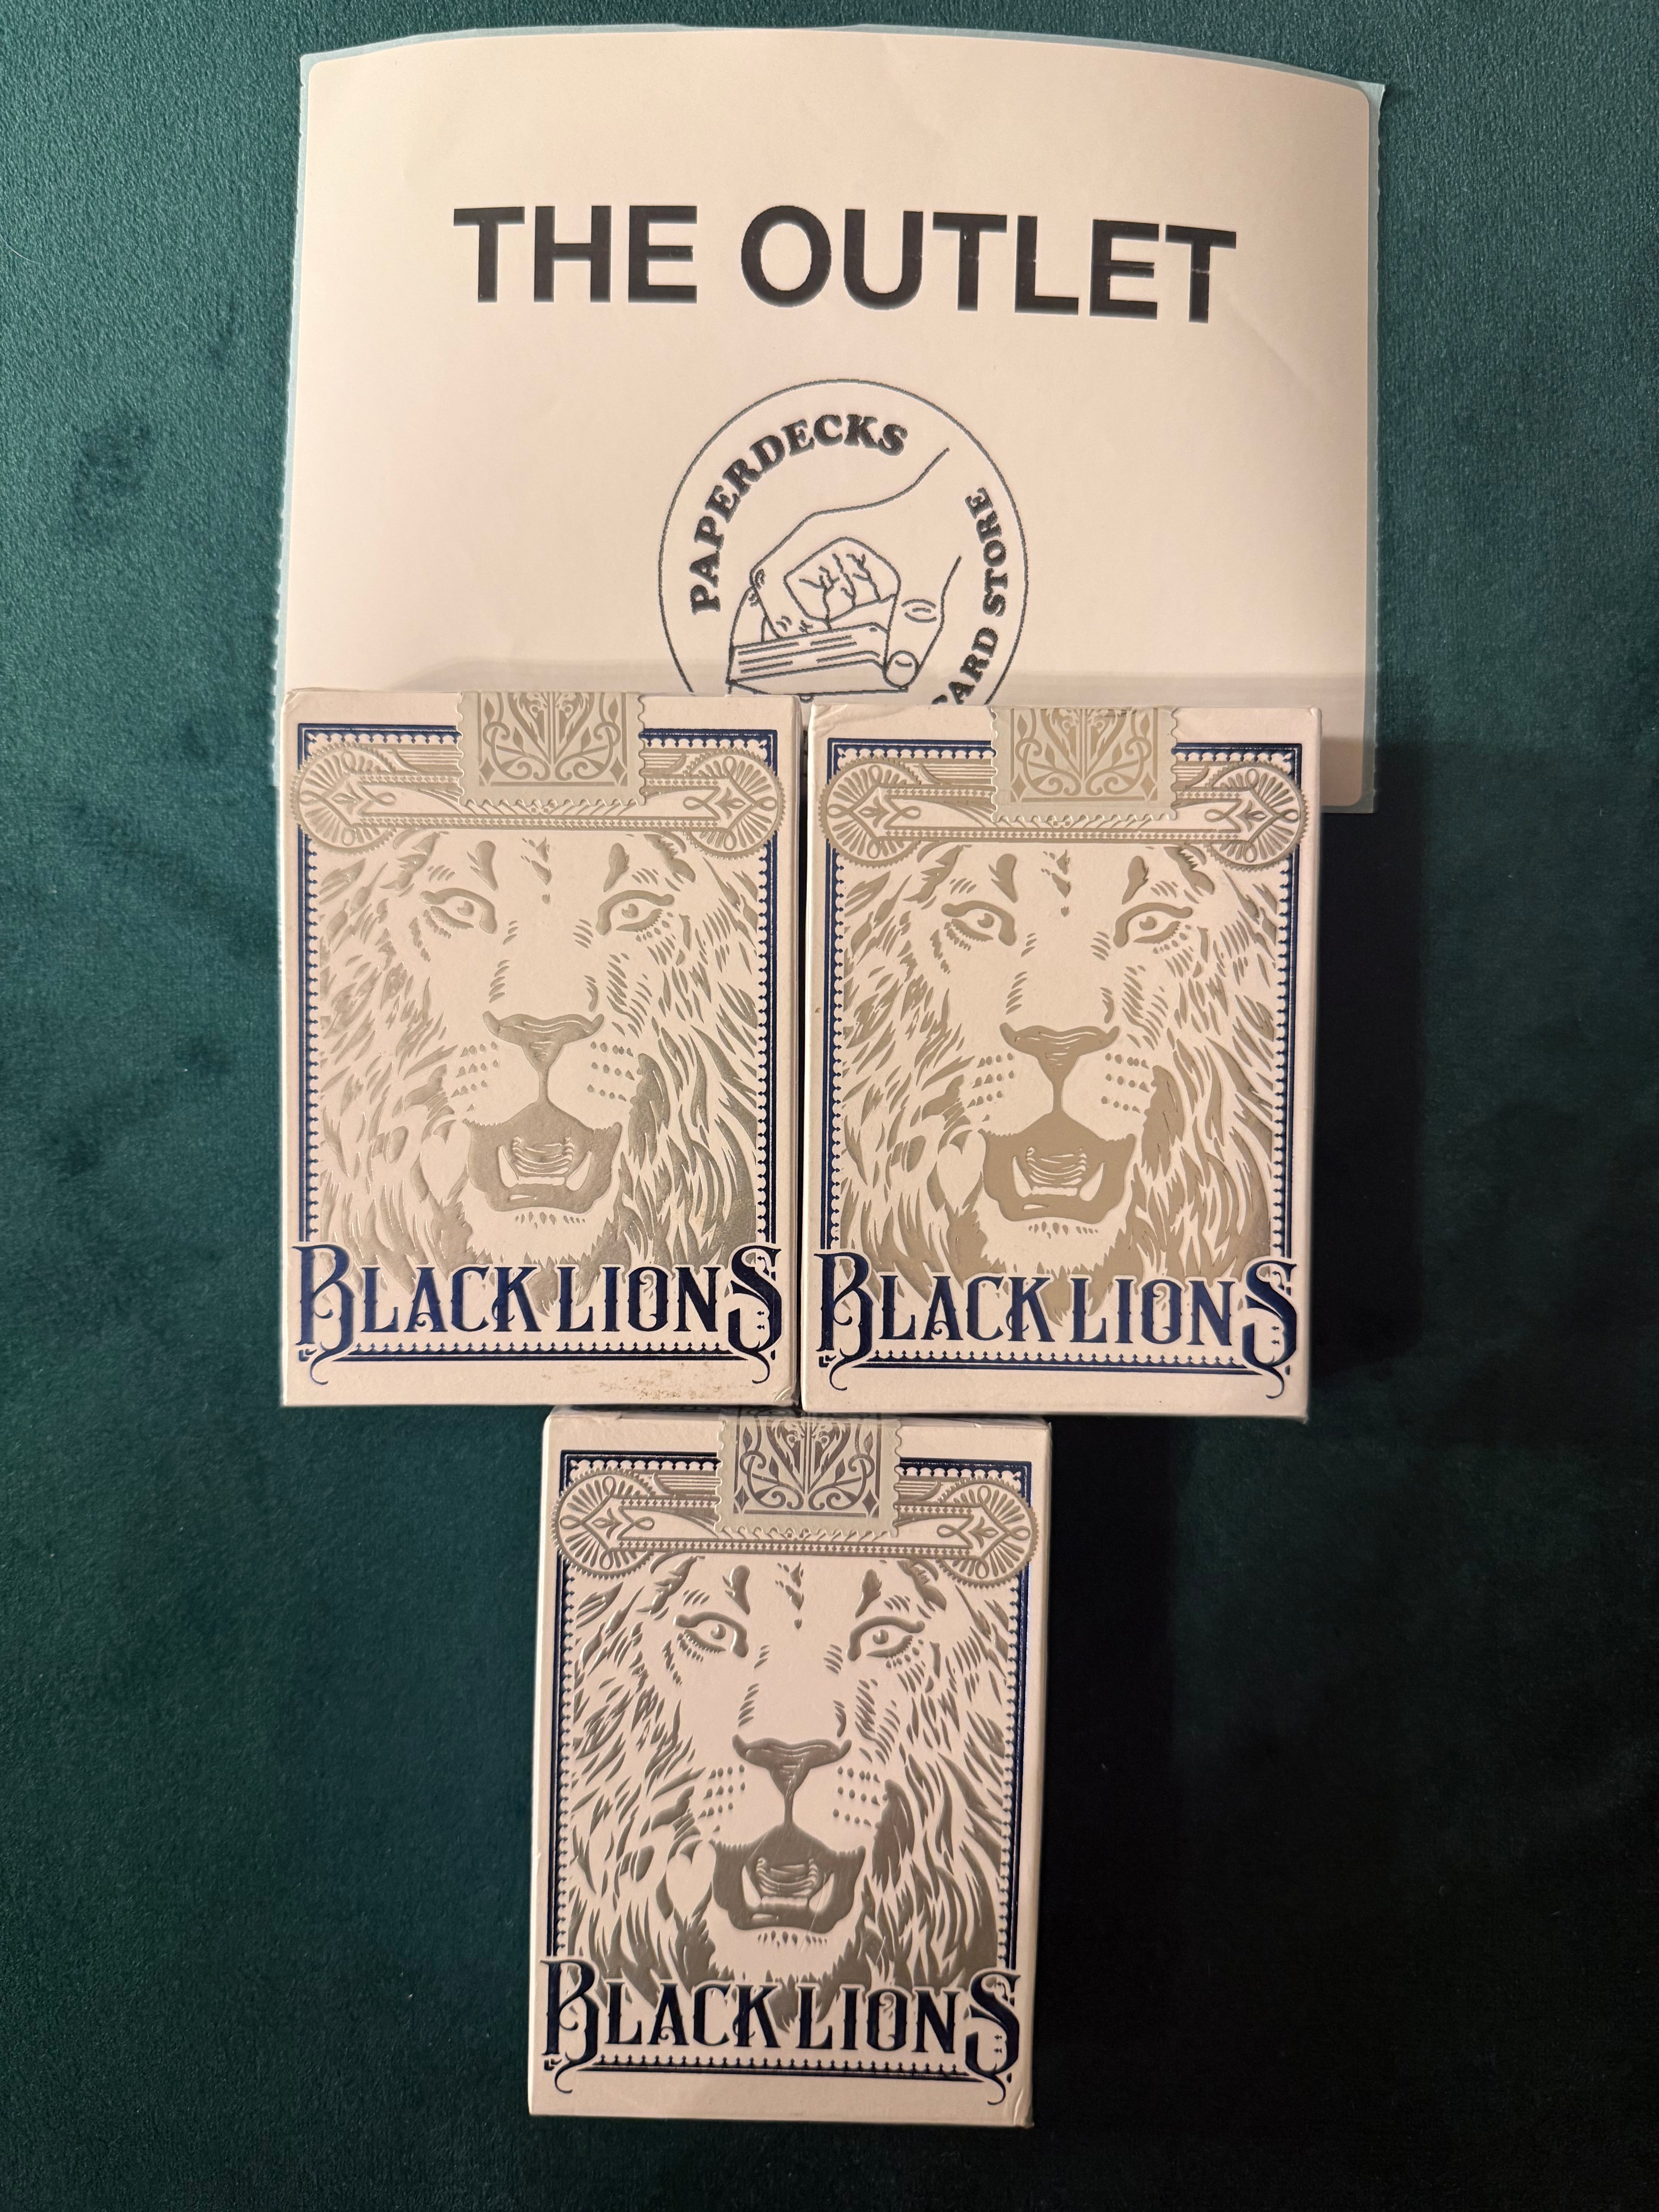 THE OUTLET
PAPERDECKS
CARD STORE
BLACK LIONS
BLACK LIONS
BLACK LIONS